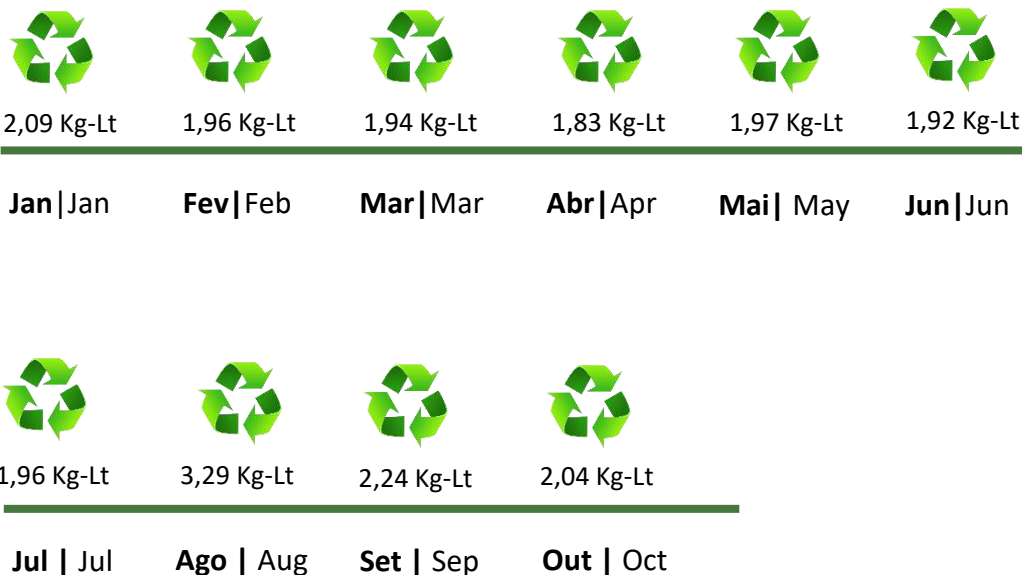 2,09 Kg-Lt 1,96 Kg-Lt 1,94 Kg-Lt 1,83 Kg-Lt 1,97 Kg-Lt 1,92 Kg-Lt
Jan|Jan Fev|Feb Mar|Mar Abr|Apr Mai| May Jun|Jun
1,96 Kg-Lt 3,29 Kg-Lt 2,24 Kg-Lt 2,04 Kg-Lt
Jul | Jul Ago | Aug Set | Sep Out | Oct